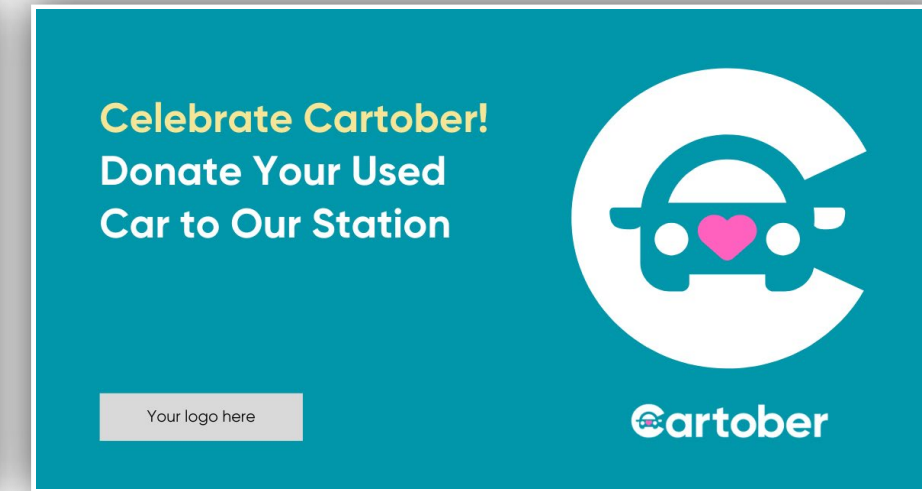 Celebrate Cartober!
Donate Your Used
Car to Our Station
Your logo here
Cartober